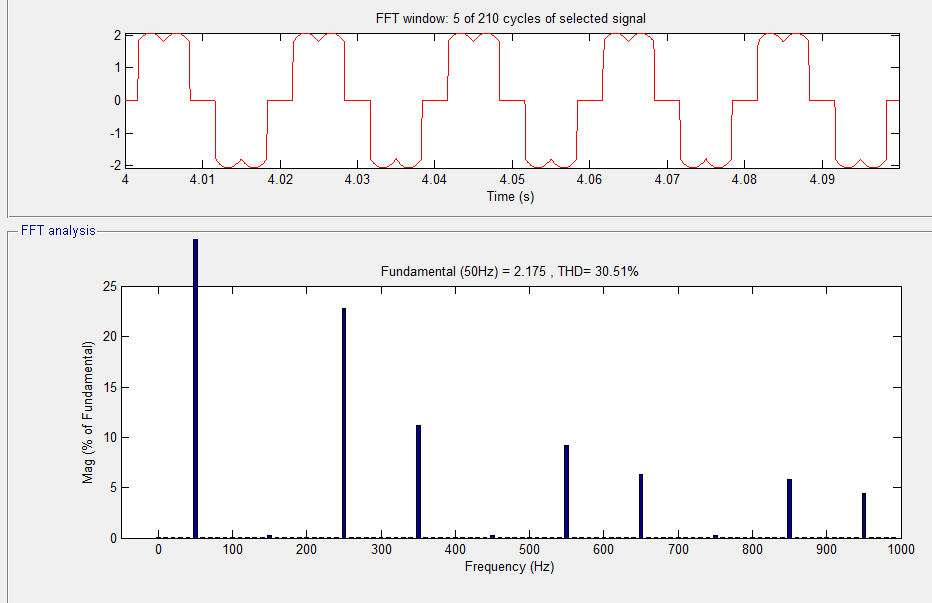 FFT window: 5 of 210 cycles of selected signal
2
1
0
-1
-2
4 4.01 4.02 4.03 4.04 4.05 4.06 4.07 4.08 4.09
Time (s)
FFT analysis
Fundamental (50Hz) = 2.175 , THD= 30.51%
25
20
15
10
5
0
Mag (% of Fundamental)
0 100 200 300 400 500 600 700 800 900 1000
Frequency (Hz)